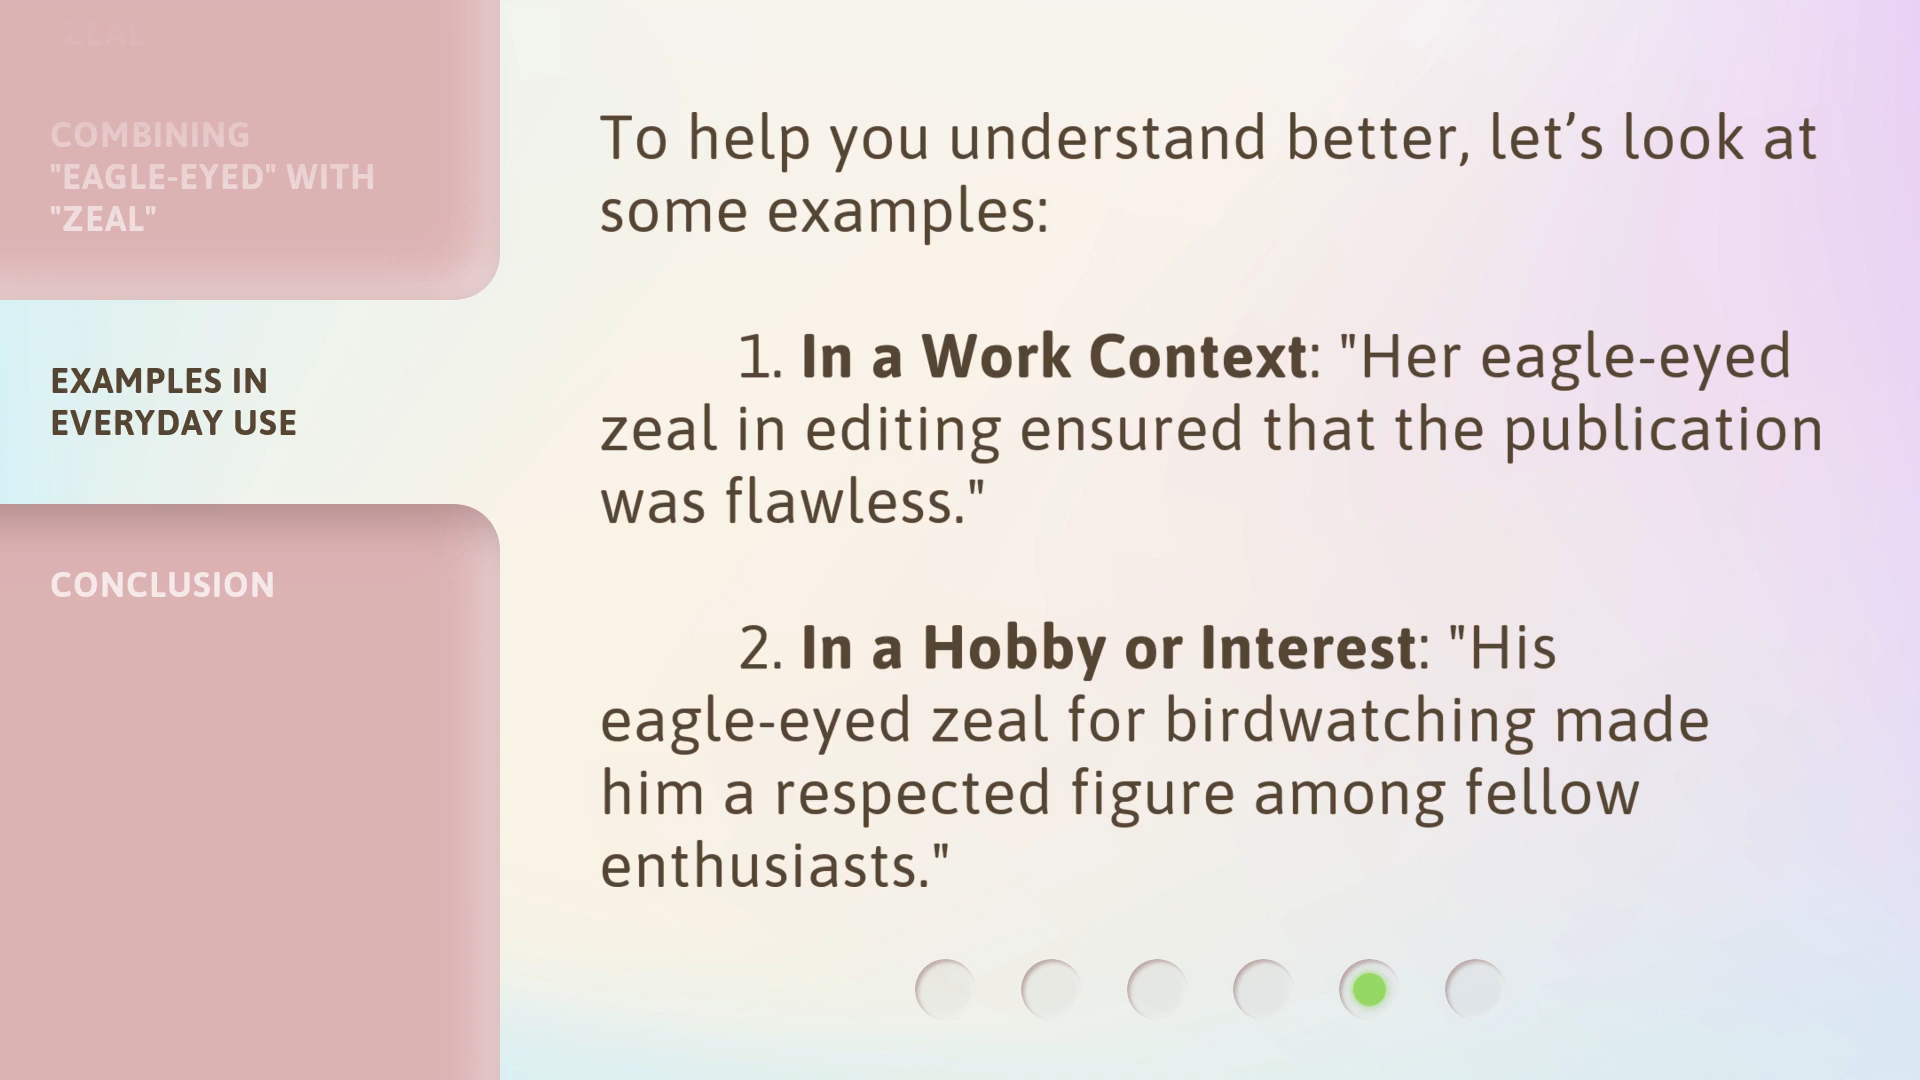 ZEAL
COMBINING
"EAGLE-EYED" WITH
"ZEAL"
EXAMPLES IN
EVERYDAY USE
CONCLUSION
To help you understand better, let’s look at
some examples:
1. In a Work Context: "Her eagle-eyed
zeal in editing ensured that the publication
was flawless."
2. In a Hobby or Interest: "His
eagle-eyed zeal for birdwatching made
him a respected figure among fellow
enthusiasts."